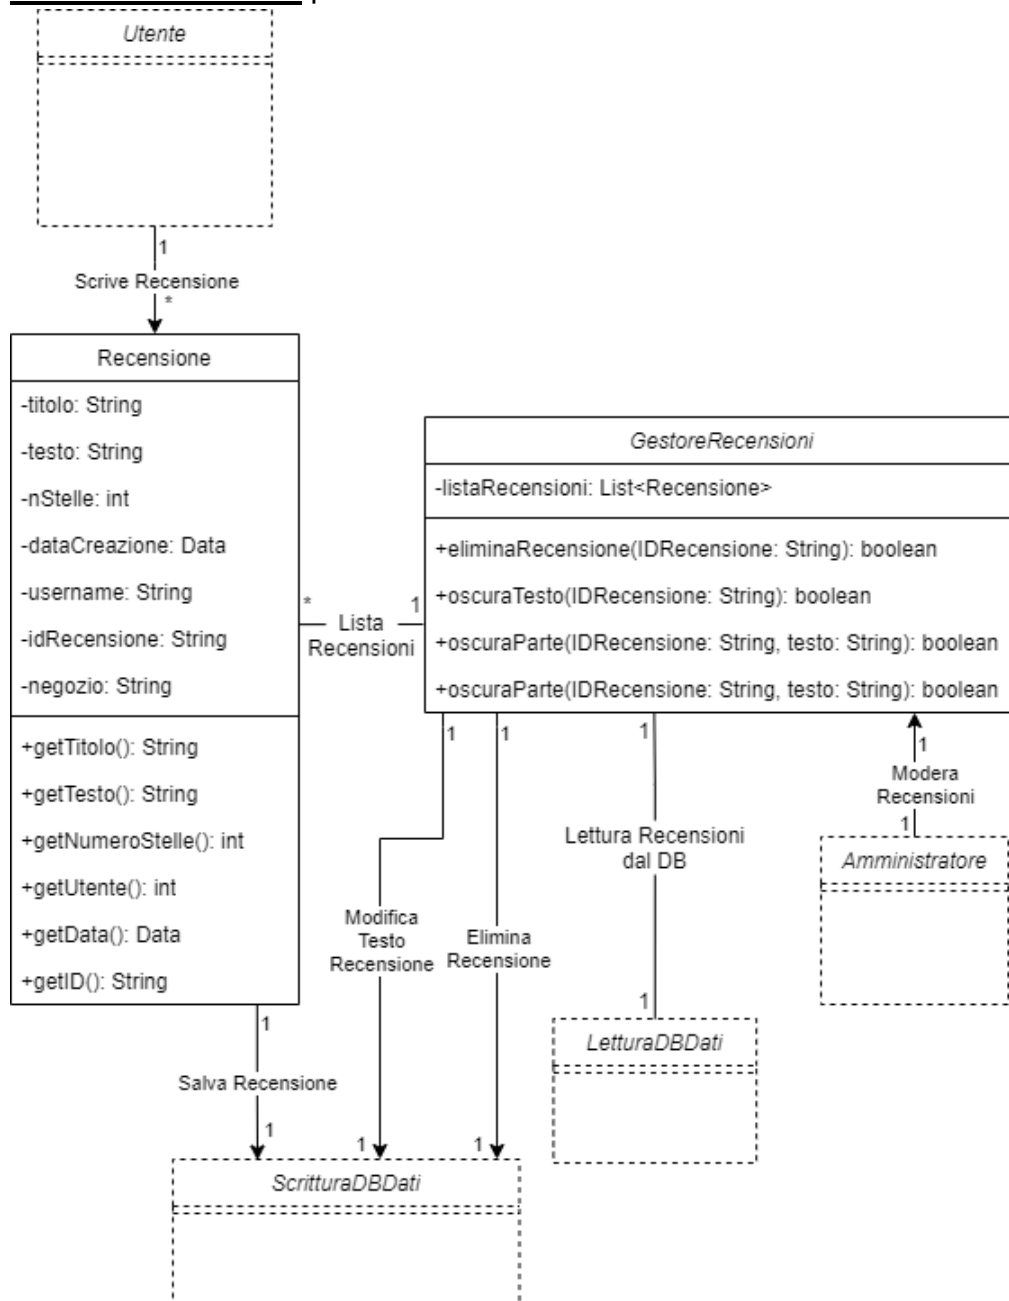 Utente
1
Scrive Recensione
*
Recensione
-titolo: String
-testo: String
-nStelle: int
-dataCreazione: Data
-username: String
-idRecensione: String
-negozio: String
+getTitolo(): String
+getTesto(): String
+getNumeroStelle(): int
+getUtente(): int
+getData(): Data
+getID(): String
*
1
Lista
Recensioni
GestoreRecensioni
-listaRecensioni: List<Recensione>
+eliminaRecensione(IDRecensione: String): boolean
+oscuraTesto(IDRecensione: String): boolean
+oscuraParte(IDRecensione: String, testo: String): boolean
+oscuraParte(IDRecensione: String, testo: String): boolean
1
1
1
1
Modera
Recensioni
1
Amministratore
Lettura Recensioni
dal DB
1
LetturaDBDati
Modifica
Testo
Recensione
1
Elimina
Recensione
1
1
Salva Recensione
1
ScritturaDBDati